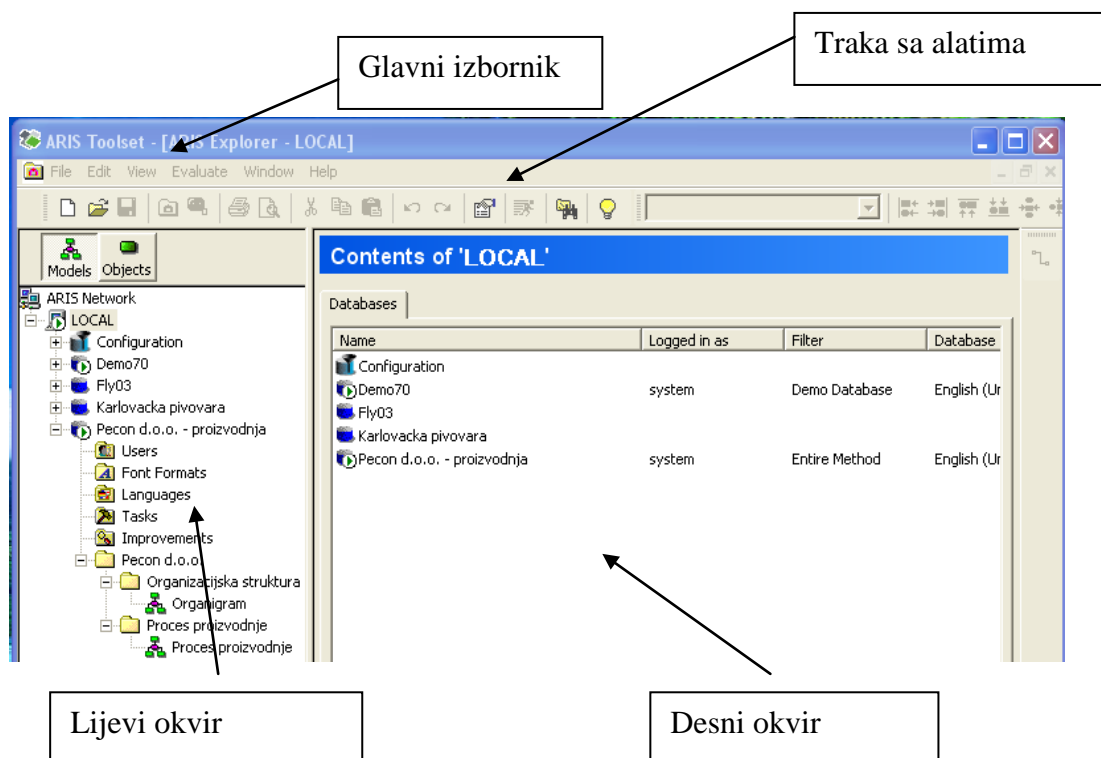 Traka sa alatima
Glavni izbornik
ARIS Toolset - [ARIS Explorer - LOCAL]
File Edit View Evaluate Window Help
Models Objects
Contents of 'LOCAL'
ARIS Network
Databases
LOCAL
Name Logged in as Filter Database
Configuration
Configuration
Demo70
Demo70 system Demo Database English (Ur
Fly03
Fly03
Karlovacka pivovara
Karlovacka pivovara
Pecon d.o.o. - proizvodnja
Pecon d.o.o. - proizvodnja system Entire Method English (Ur
Users
Font Formats
Languages
Tasks
Improvements
Pecon d.o.o.
Organizacijska struktura
Organigram
Proces proizvodnje
Proces proizvodnje
Lijevi okvir
Desni okvir